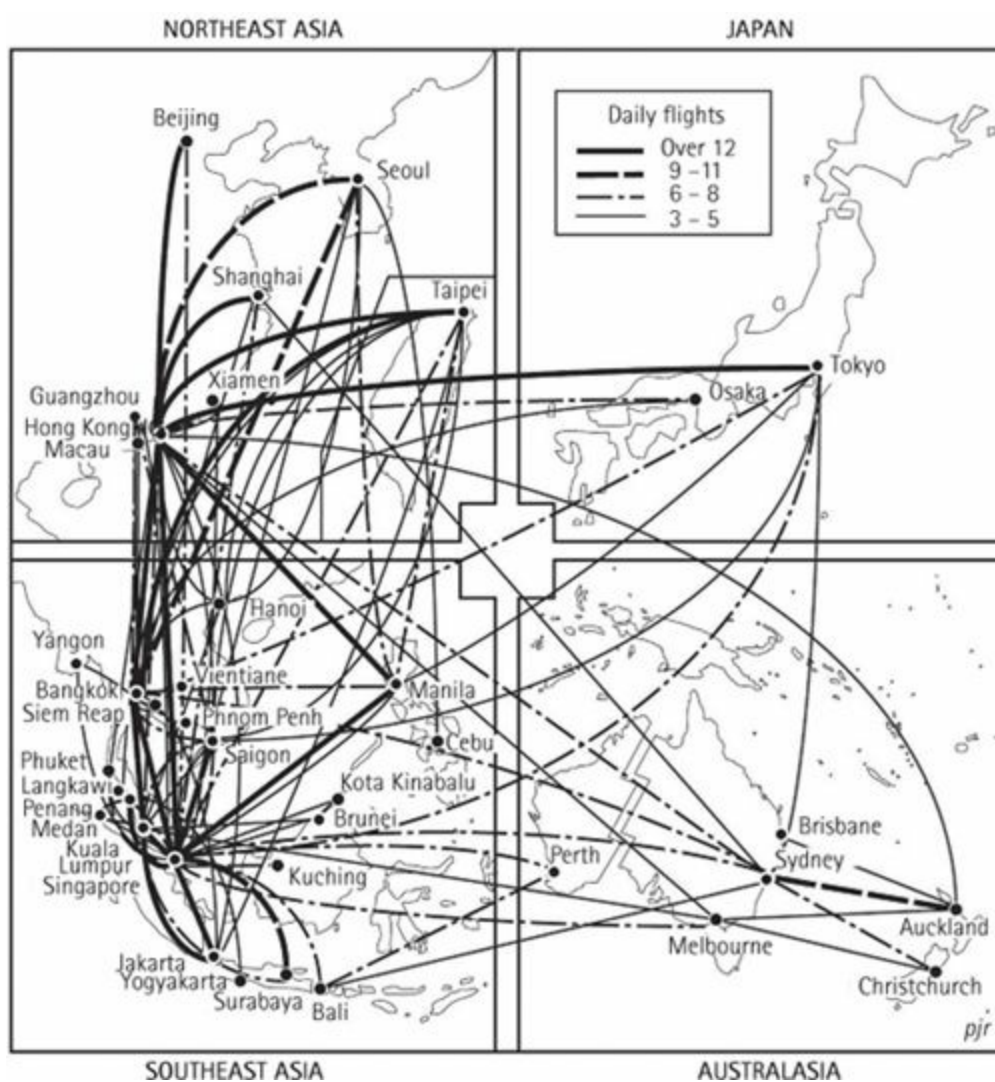 NORTHEAST ASIA
JAPAN
Beijing
Seoul
Shanghai
Taipei
Xiamen
Guangzhou
Hong Kong
Macau
Daily flights
Over 12
9 – 11
6 – 8
3 – 5
Tokyo
Osaka
Hanoi
Yangon
Vientiane
Bangkok
Manila
Siem Reap
Phnom Penh
Saigon
Cebu
Phuket
Langkawi
Kota Kinabalu
Penang
Brunei
Medan
Kuala
Lumpur
Singapore
Kuching
Jakarta
Yogyakarta
Surabaya
Bali
Brisbane
Perth
Sydney
Auckland
Melbourne
Christchurch
pjr
SOUTHEAST ASIA
AUSTRALASIA